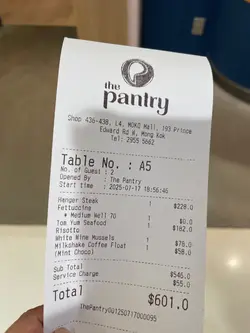 the
pantry
Shop 436-438, L4, MOKO Mall, 193 Prince
Edward Rd W, Mong Kok
Tel: 2955 5662
Table No. : A5
No. of Guest : 2
Opened By : The Pantry
Start time : 2025-07-17 18:56:46
Hanger Steak 1 $228.0
Fettuccine
* Medium Well 70 1 $0.0
Tom Yum Seafood 1 $182.0
Risotto
White Wine Mussels 1 $78.0
Milkshake Coffee Float 1 $58.0
(Mint Choco)
Sub Total $546.0
Service Charge $55.0
Total $601.0
ThePantry001250717000095